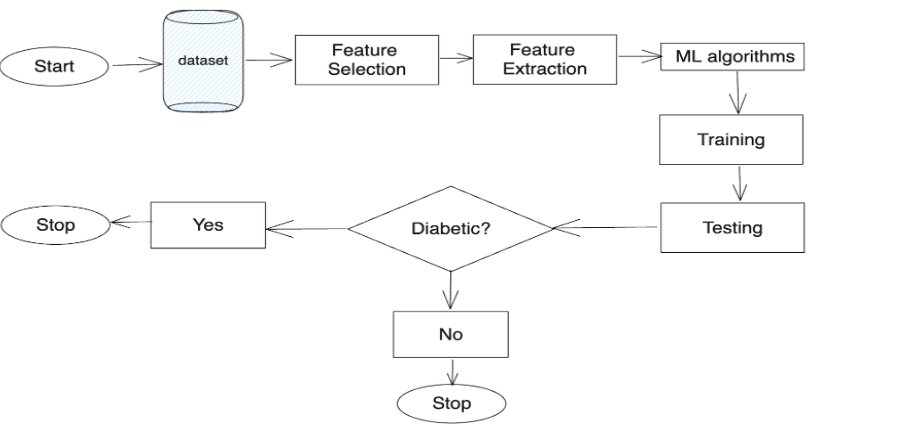 Start
dataset
Feature
Selection
Feature
Extraction
ML algorithms
Training
Testing
Diabetic?
Yes
Stop
No
Stop